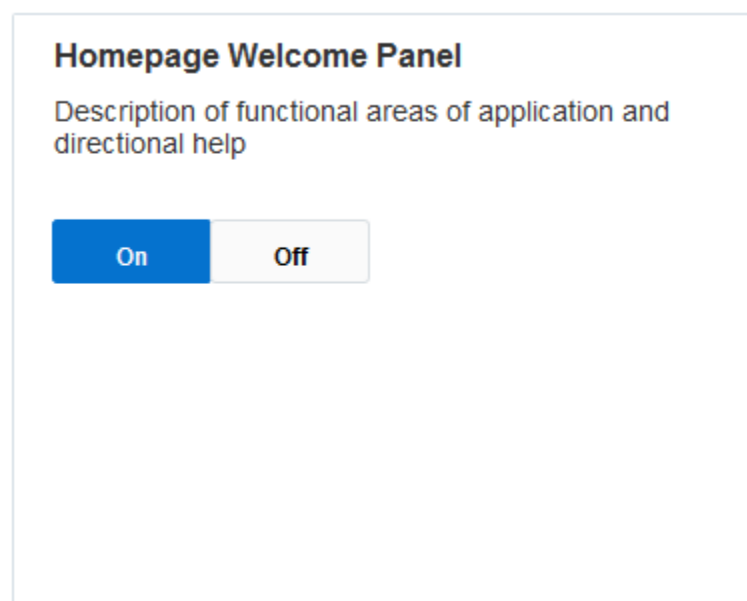 Homepage Welcome Panel
Description of functional areas of application and
directional help
On Off